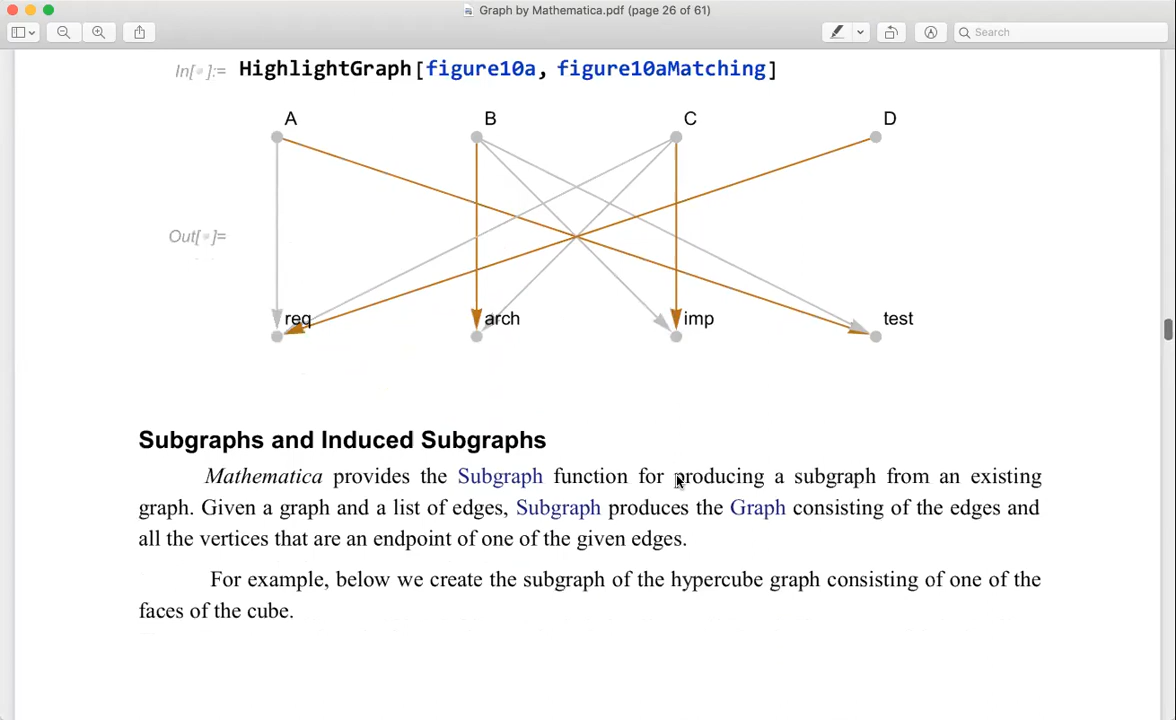 Graph by Mathematica.pdf (page 26 of 61)
Search
In[ ]:= HighlightGraph[figure10a, figure10aMatching]
A B C D
Out[ ]=
req arch imp test
Subgraphs and Induced Subgraphs
Mathematica provides the Subgraph function for producing a subgraph from an existing
graph. Given a graph and a list of edges, Subgraph produces the Graph consisting of the edges and
all the vertices that are an endpoint of one of the given edges.
For example, below we create the subgraph of the hypercube graph consisting of one of the
faces of the cube.